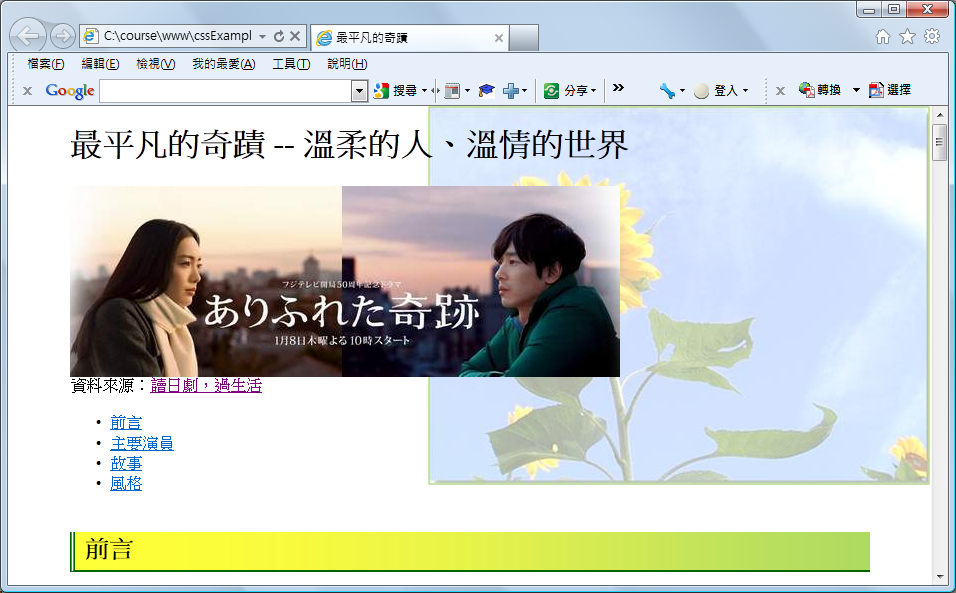 C:\course\www\cssExampl
最平凡的奇蹟
檔案(F) 編輯(E) 檢視(V) 我的最愛(A) 工具(T) 說明(H)
x Google 搜尋 分享 » 登入 x 轉換 選擇
最平凡的奇蹟 -- 溫柔的人、溫情的世界
フジテレビ開局50周年記念ドラマ
ありふれた奇跡
1月8日木曜よる10時スタート
資料來源：讀日劇，過生活
• 前言
• 主要演員
• 故事
• 風格
前言